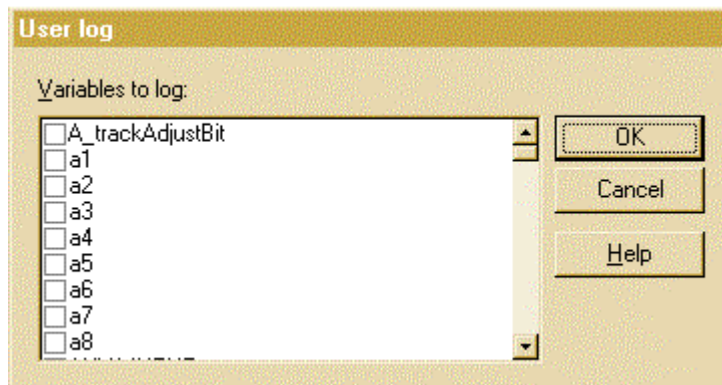 User log
Variables to log:
A_trackAdjustBit
a1
a2
a3
a4
a5
a6
a7
a8
OK
Cancel
Help